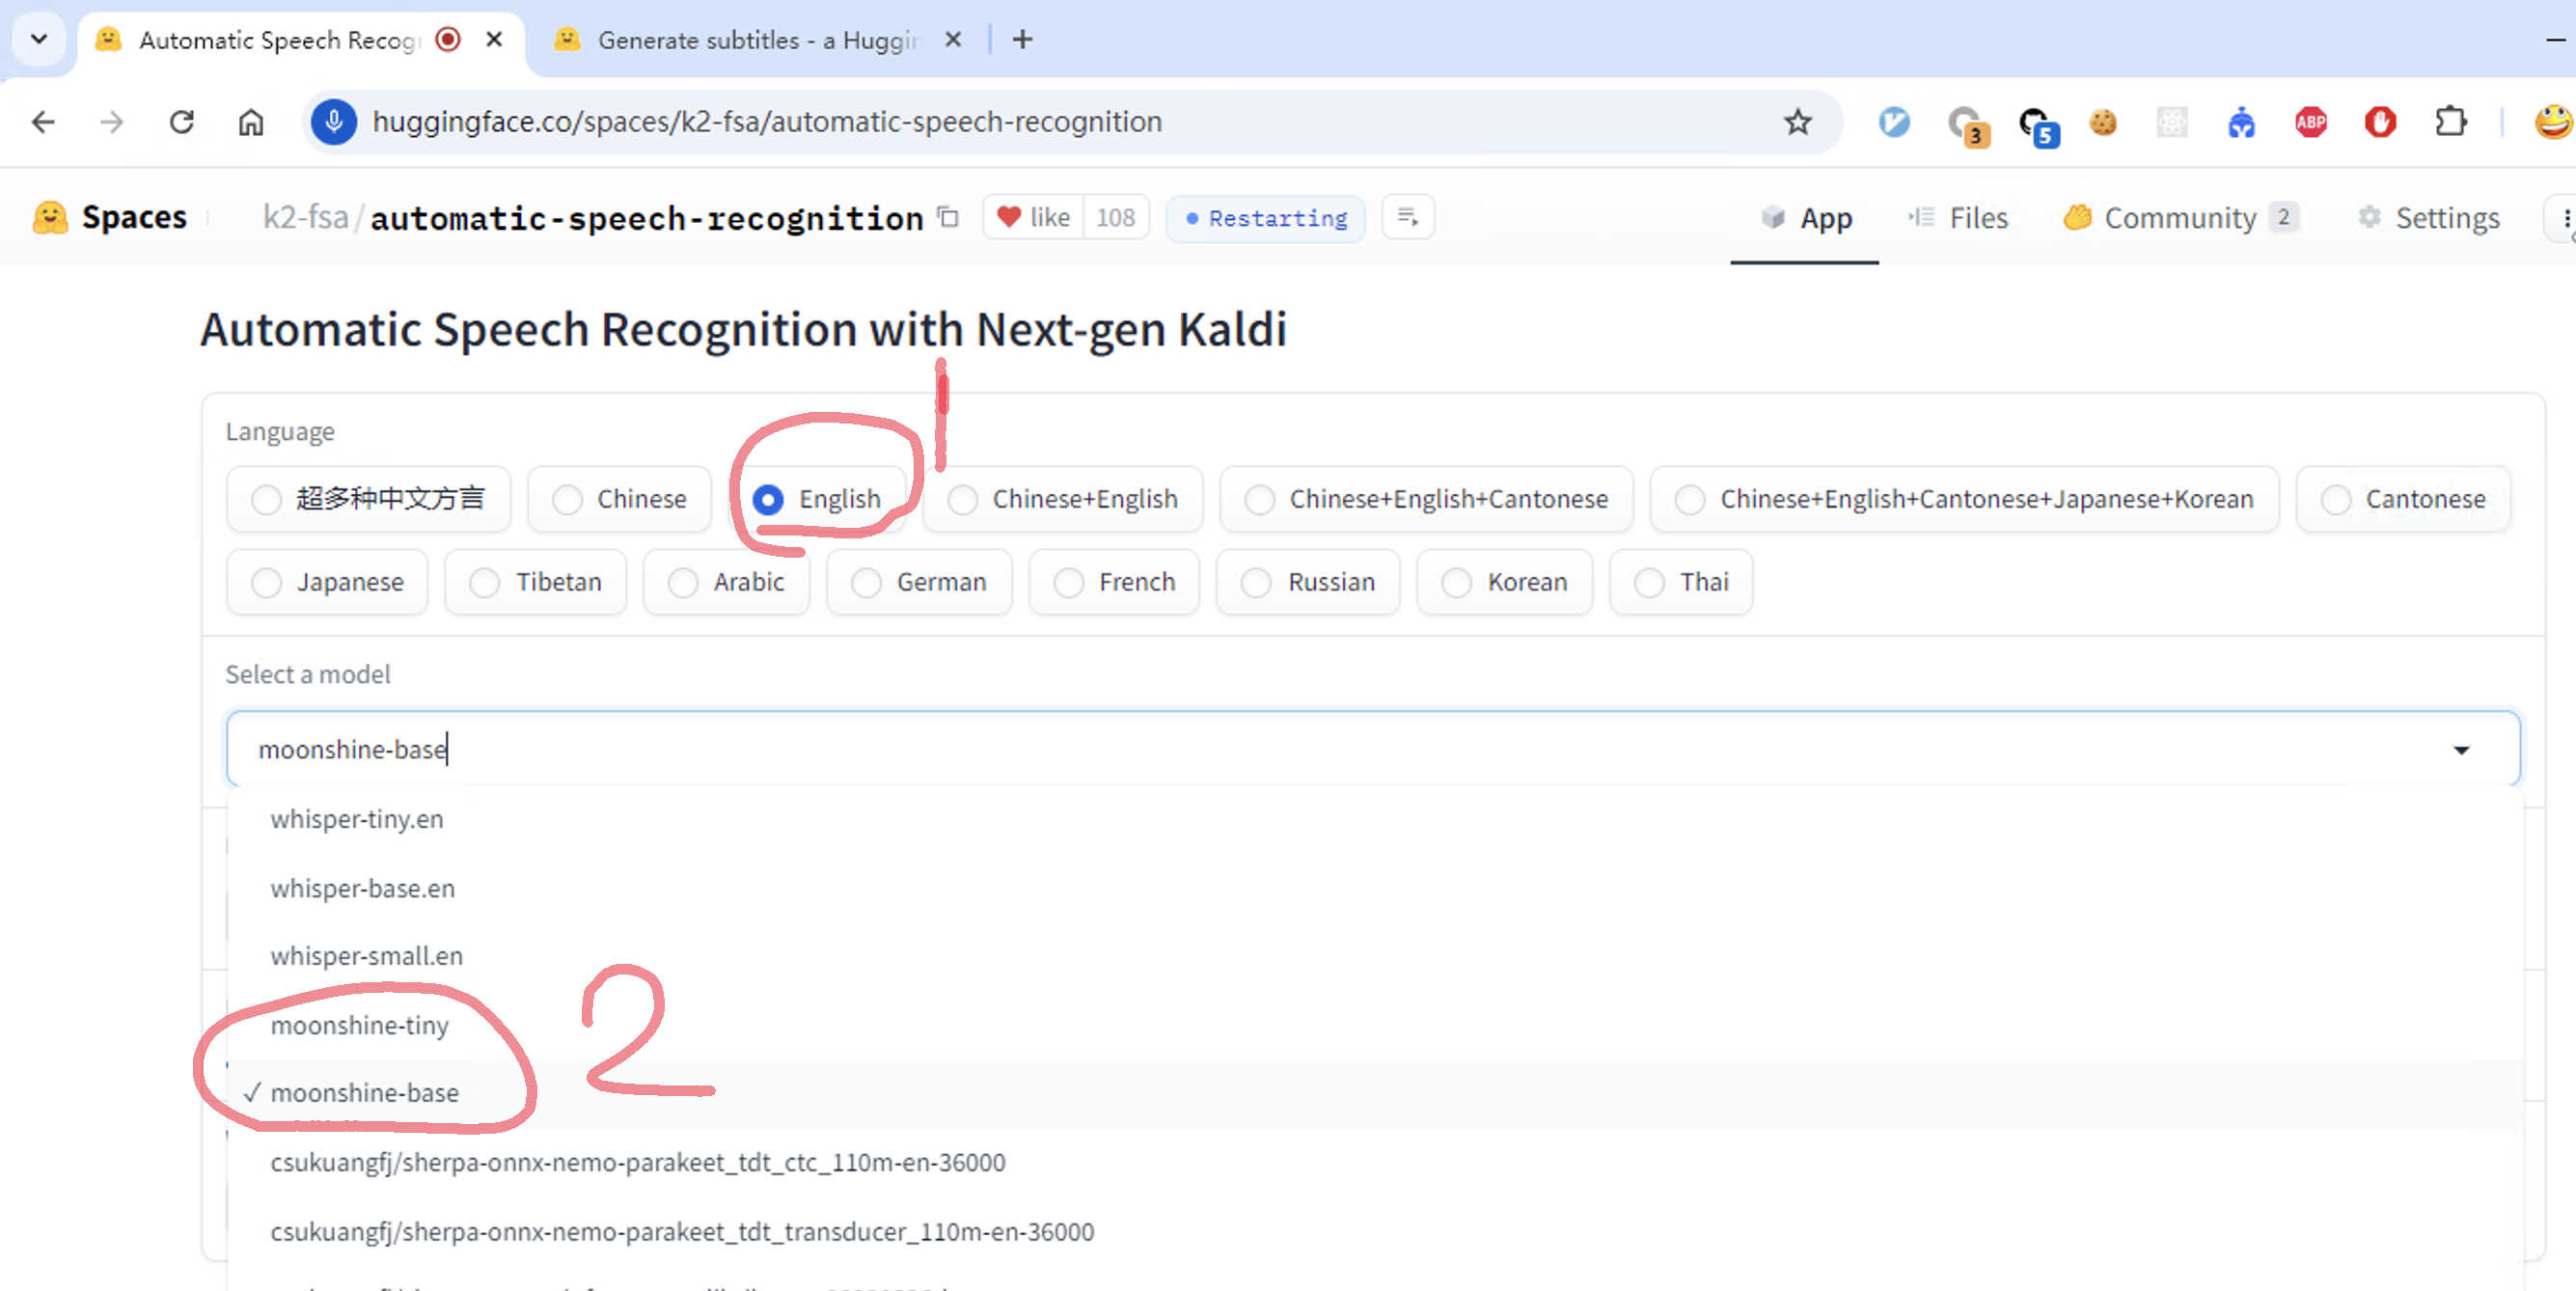 Automatic Speech Recog
Generate subtitles - a Huggin
huggingface.co/spaces/k2-fsa/automatic-speech-recognition
3
5
ABP
Spaces k2-fsa/automatic-speech-recognition like 108 Restarting App Files Community 2 Settings
Automatic Speech Recognition with Next-gen Kaldi
1
Language
超多种中文方言 Chinese English Chinese+English Chinese+English+Cantonese Chinese+English+Cantonese+Japanese+Korean Cantonese
Japanese Tibetan Arabic German French Russian Korean Thai
Select a model
moonshine-base
whisper-tiny.en
whisper-base.en
whisper-small.en
2
moonshine-tiny
✓ moonshine-base
csukuangfj/sherpa-onnx-nemo-parakeet_tdt_ctc_110m-en-36000
csukuangfj/sherpa-onnx-nemo-parakeet_tdt_transducer_110m-en-36000